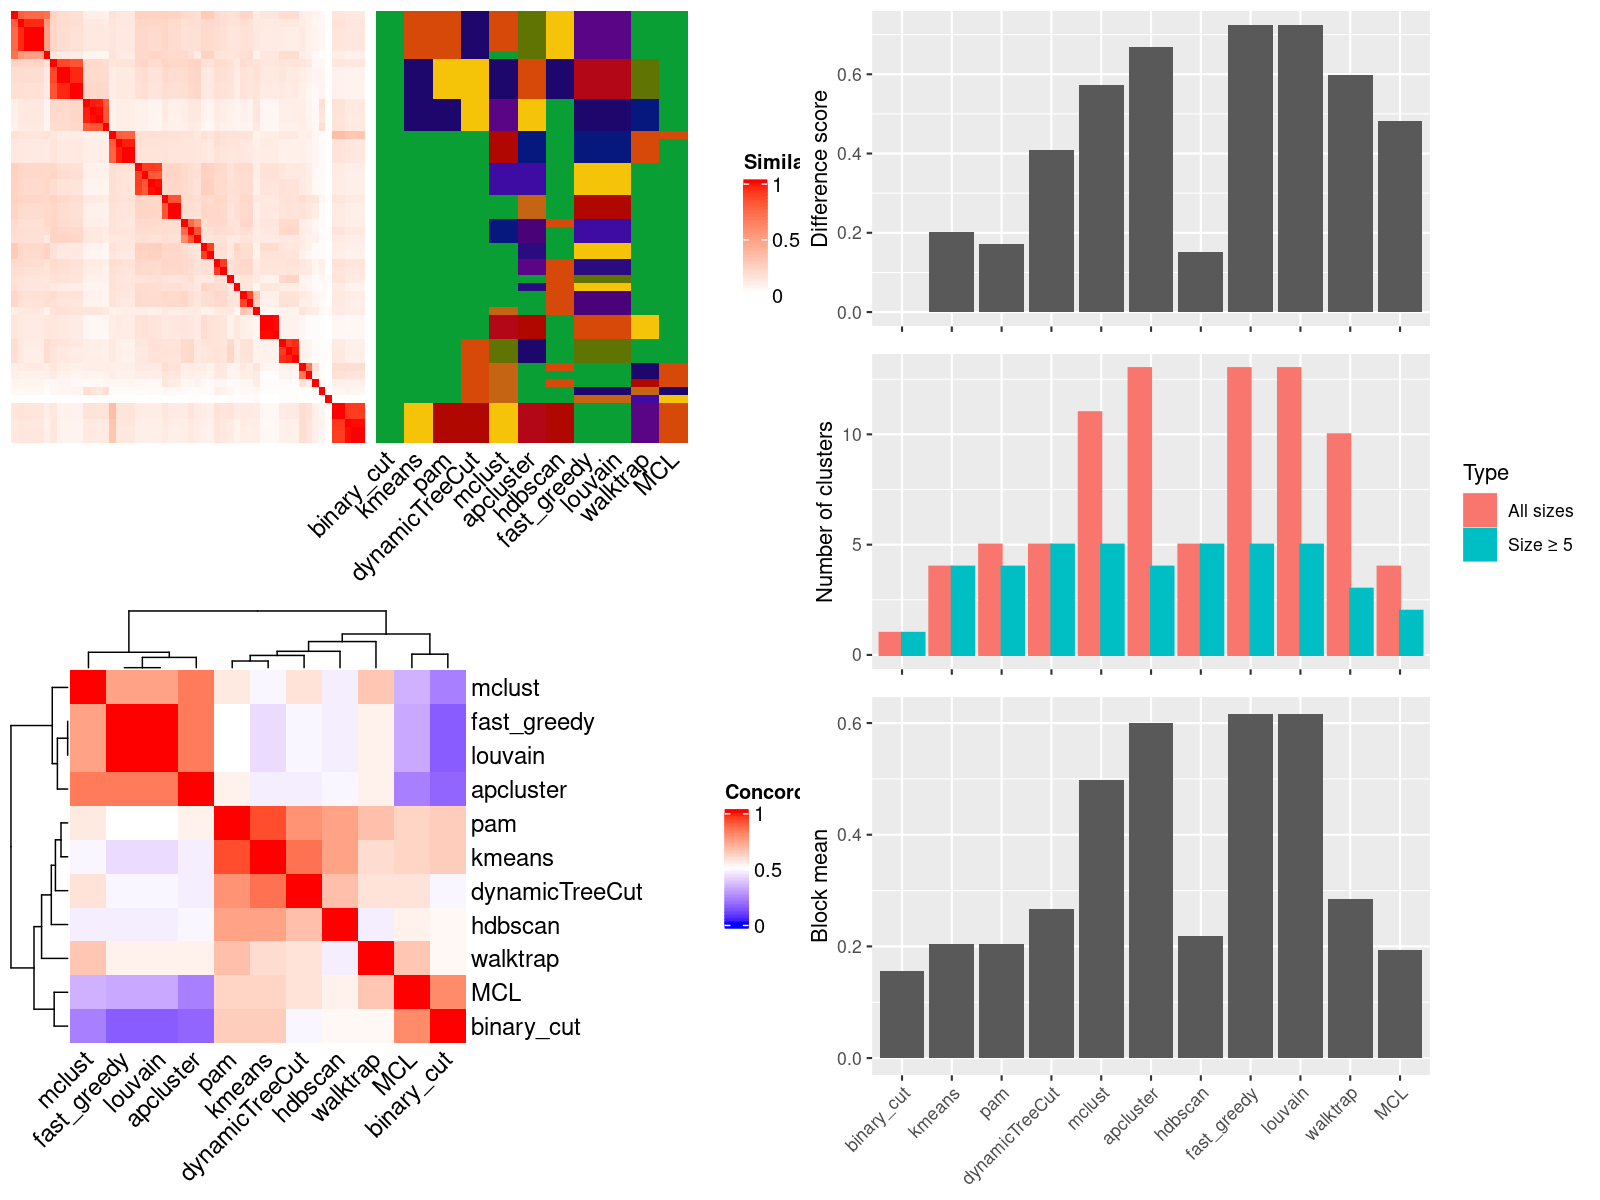 Simila
1
0.5
0
binary_cut
kmeans
pam
dynamicTreeCut
mclust
apcluster
hdbscan
fast_greedy
louvain
walktrap
MCL
mclust
fast_greedy
louvain
apcluster
pam
kmeans
dynamicTreeCut
hdbscan
walktrap
MCL
binary_cut
mclust
fast_greedy
louvain
apcluster
pam
kmeans
dynamicTreeCut
hdbscan
walktrap
MCL
binary_cut
Concord
1
0.5
0
Difference score
0.6
0.4
0.2
0.0
Number of clusters
10
5
0
Type
All sizes
Size ≥ 5
Block mean
0.6
0.4
0.2
0.0
binary_cut
kmeans
pam
dynamicTreeCut
mclust
apcluster
hdbscan
fast_greedy
louvain
walktrap
MCL